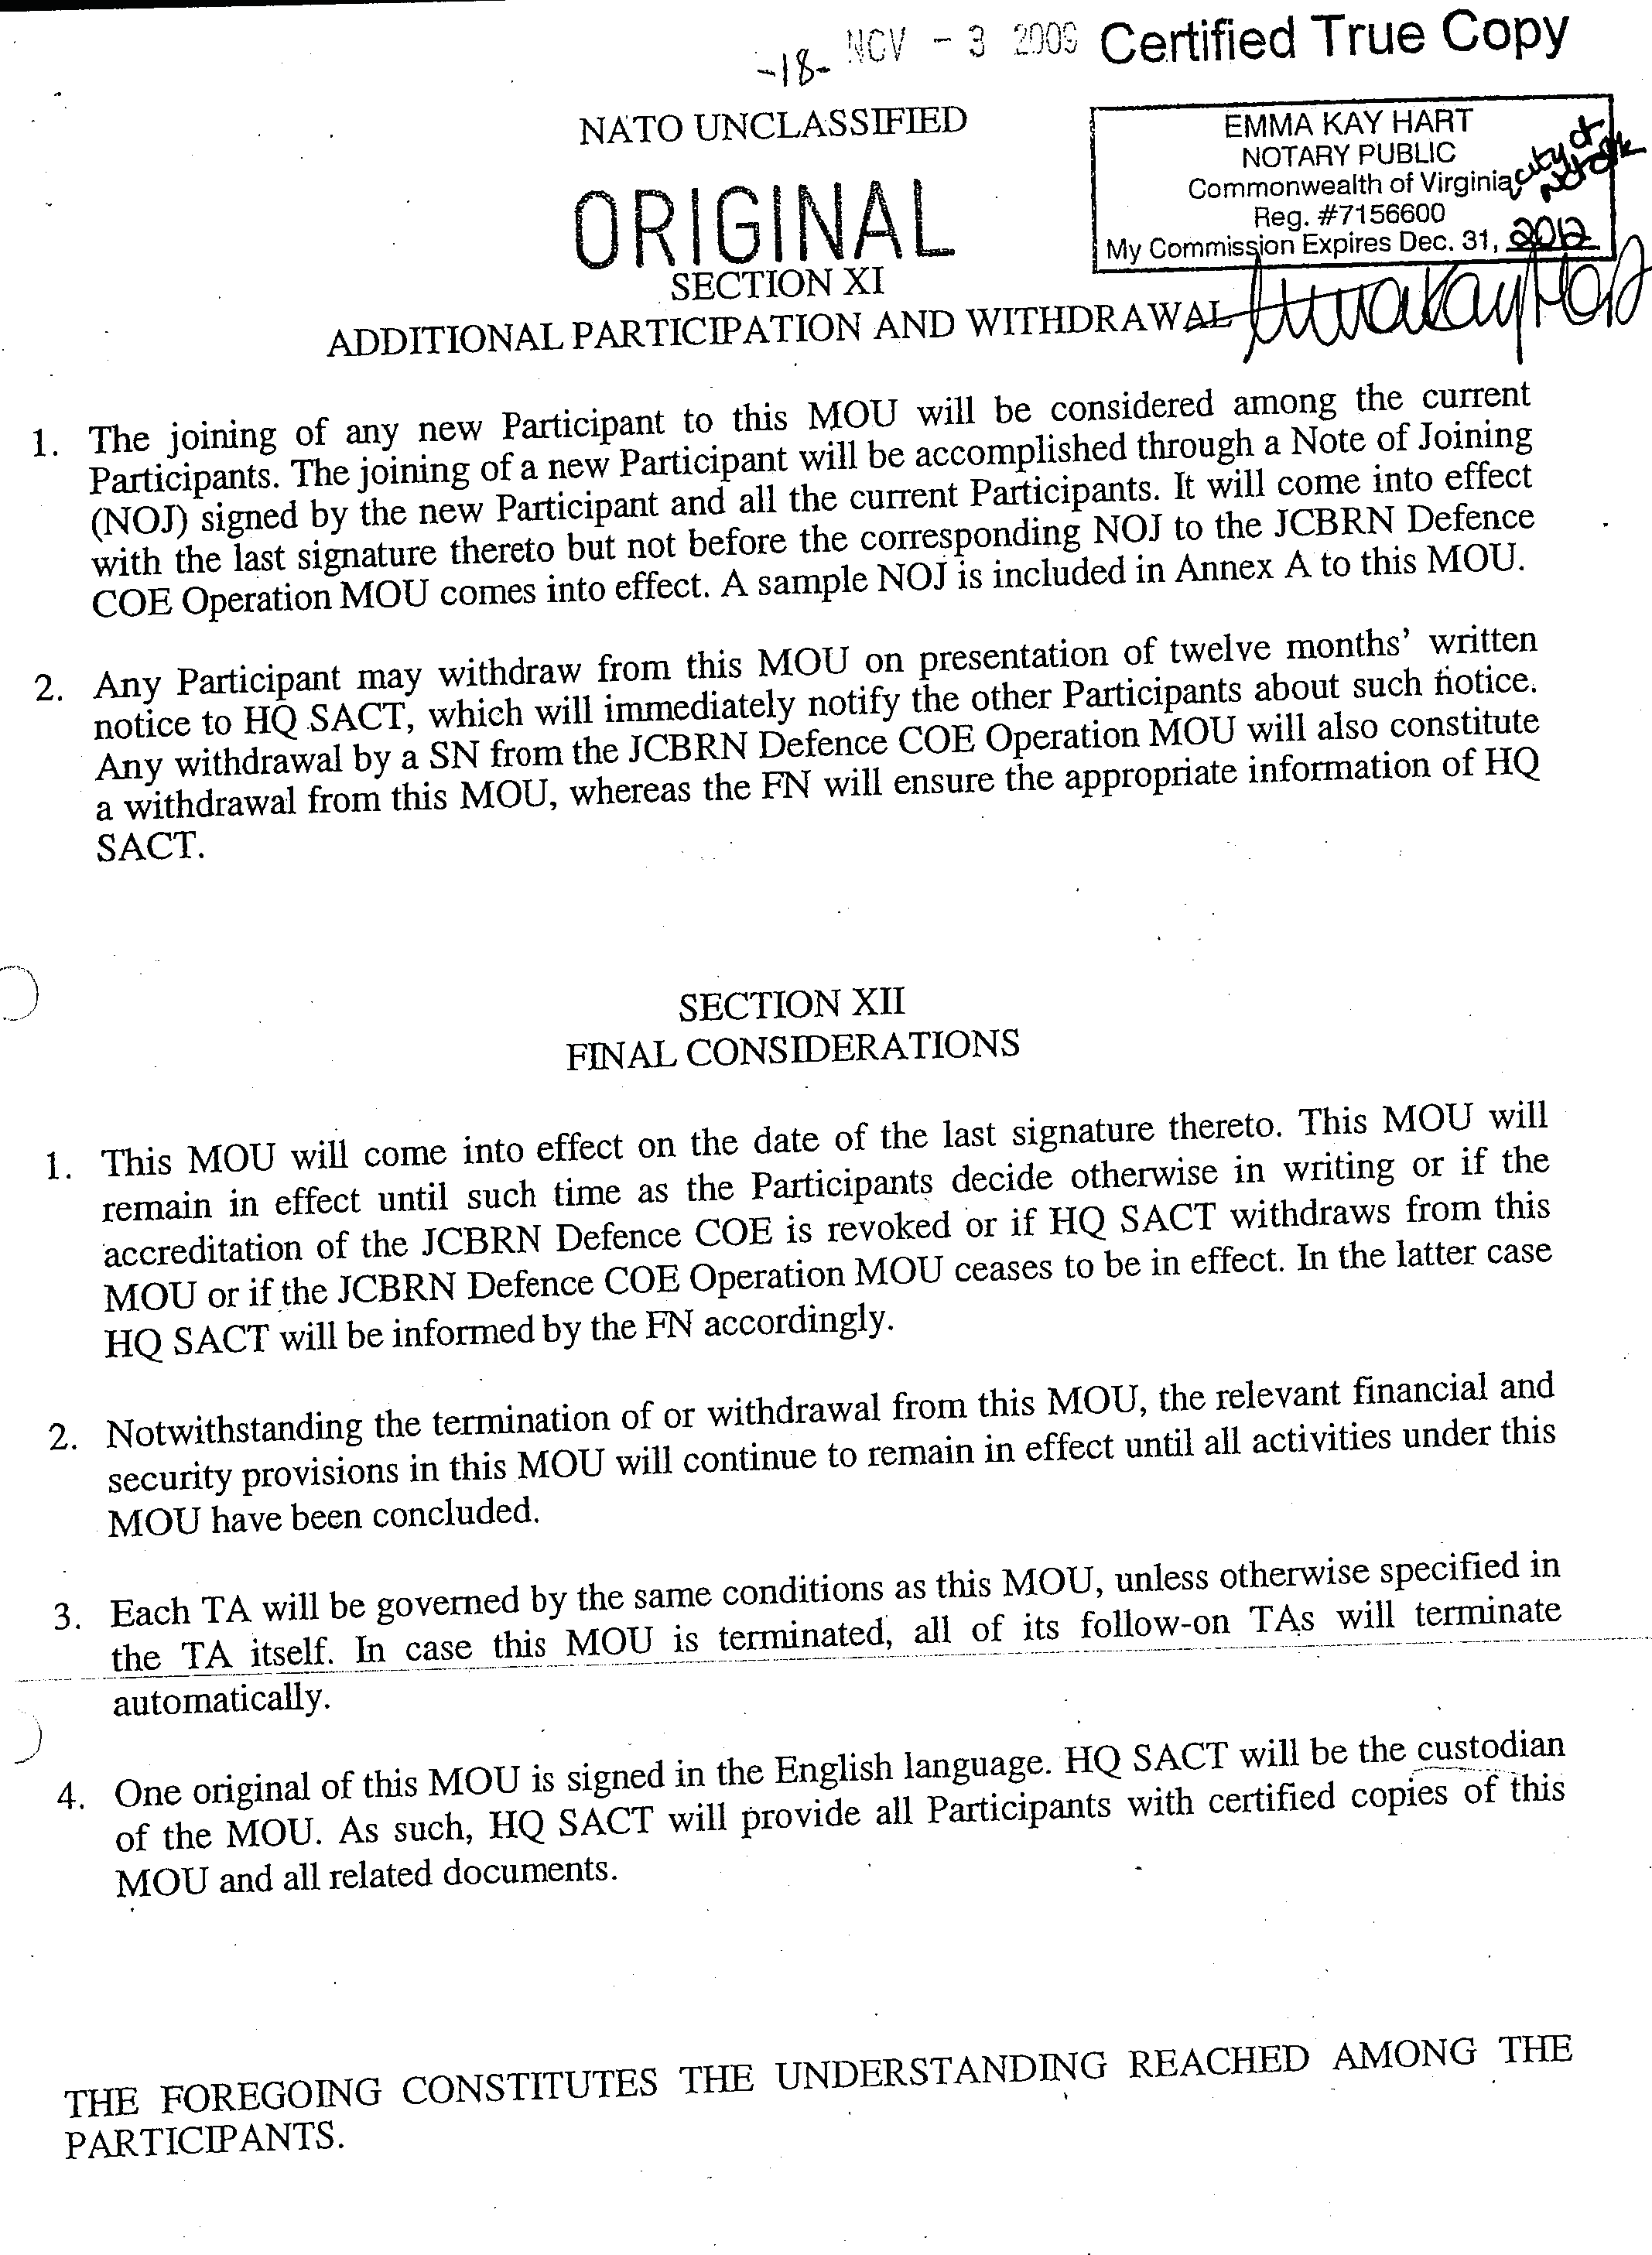 -18- NOV - 3 2009 Certified True Copy
NATO UNCLASSIFIED
EMMA KAY HART
NOTARY PUBLIC
Commonwealth of Virginia, city of Norfolk
Reg. #7156600
My Commission Expires Dec. 31, 2012
ORIGINAL
SECTION XI
ADDITIONAL PARTICIPATION AND WITHDRAWAL
Emma Kay Hart
1. The joining of any new Participant to this MOU will be considered among the current
Participants. The joining of a new Participant will be accomplished through a Note of Joining
(NOJ) signed by the new Participant and all the current Participants. It will come into effect
with the last signature thereto but not before the corresponding NOJ to the JCBRN Defence
COE Operation MOU comes into effect. A sample NOJ is included in Annex A to this MOU.
2. Any Participant may withdraw from this MOU on presentation of twelve months’ written
notice to HQ SACT, which will immediately notify the other Participants about such notice.
Any withdrawal by a SN from the JCBRN Defence COE Operation MOU will also constitute
a withdrawal from this MOU, whereas the FN will ensure the appropriate information of HQ
SACT.
SECTION XII
FINAL CONSIDERATIONS
1. This MOU will come into effect on the date of the last signature thereto. This MOU will
remain in effect until such time as the Participants decide otherwise in writing or if the
accreditation of the JCBRN Defence COE is revoked or if HQ SACT withdraws from this
MOU or if the JCBRN Defence COE Operation MOU ceases to be in effect. In the latter case
HQ SACT will be informed by the FN accordingly.
2. Notwithstanding the termination of or withdrawal from this MOU, the relevant financial and
security provisions in this MOU will continue to remain in effect until all activities under this
MOU have been concluded.
3. Each TA will be governed by the same conditions as this MOU, unless otherwise specified in
the TA itself. In case this MOU is terminated, all of its follow-on TAs will terminate
automatically.
4. One original of this MOU is signed in the English language. HQ SACT will be the custodian
of the MOU. As such, HQ SACT will provide all Participants with certified copies of this
MOU and all related documents.
THE FOREGOING CONSTITUTES THE UNDERSTANDING REACHED AMONG THE
PARTICIPANTS.